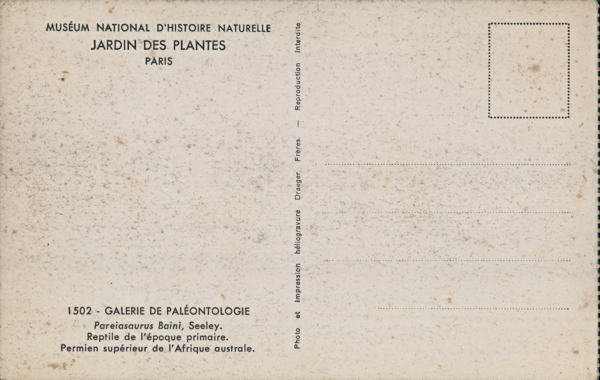 MUSÉUM NATIONAL D'HISTOIRE NATURELLE
JARDIN DES PLANTES
PARIS
1502 - GALERIE DE PALÉONTOLOGIE
Pareiasaurus Baini, Seeley.
Reptile de l'époque primaire.
Permien supérieur de l'Afrique australe.
Photo et Impression héliogravure Draeger Frères. — Reproduction Interdite